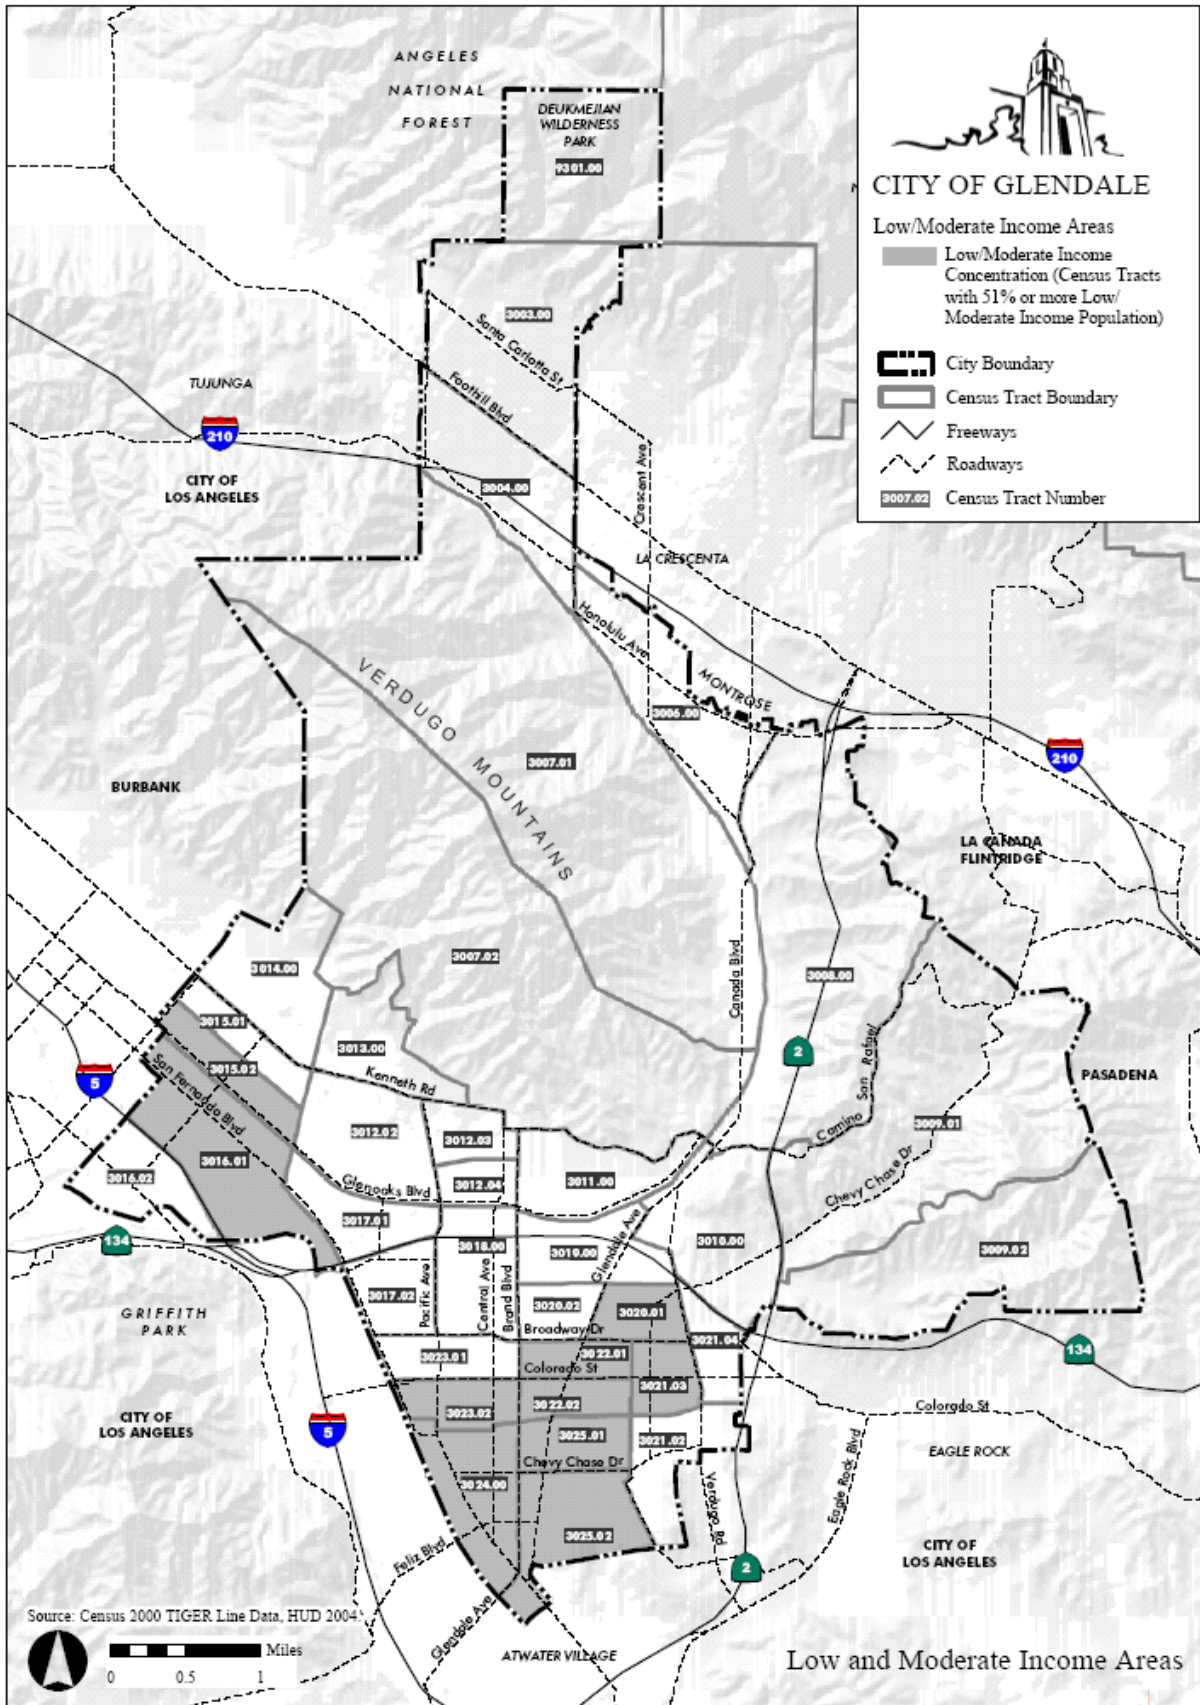 ANGELES
NATIONAL
FOREST
DEUKMEJIAN
WILDERNESS
PARK
9301.00
CITY OF GLENDALE
Low/Moderate Income Areas
Low/Moderate Income
Concentration (Census Tracts
with 51% or more Low/
Moderate Income Population)
City Boundary
Census Tract Boundary
Freeways
Roadways
3007.02 Census Tract Number
3003.00
Santa Carlotta St
Foothill Blvd
TUJUNGA
210
CITY OF
LOS ANGELES
3004.00
Crescent Ave
LA CRESCENTA
Honolulu Ave
MONTROSE
3006.00
VERDUGO MOUNTAINS
3007.01
210
BURBANK
LA CANADA
FLINTRIDGE
3014.00
3007.02
Canada Blvd
3008.00
3015.01
3013.00
2
3015.02
Kenneth Rd
San Fernando Blvd
5
Camino San Rafael
PASADENA
3009.01
3012.02
3012.03
3016.01
3016.02
3012.04
3011.00
Glenoaks Blvd
Chevy Chase Dr
3017.01
134
3018.00
3019.00
Glendale Ave
3010.00
3009.02
GRIFFITH
PARK
3017.02
Pacific Ave
Central Ave
Brand Blvd
3020.02
3020.01
Broadway Dr
3021.04
134
3023.01
3022.01
Colorado St
3021.03
3023.02
3022.02
CITY OF
LOS ANGELES
5
3025.01
3021.02
Colorado St
EAGLE ROCK
Chevy Chase Dr
3024.00
Verdugo Rd
Eagle Rock Blvd
3025.02
Feliz Blvd
CITY OF
LOS ANGELES
2
Glendale Ave
ATWATER VILLAGE
Source: Census 2000 TIGER Line Data, HUD 2004.
Miles
0 0.5 1
Low and Moderate Income Areas